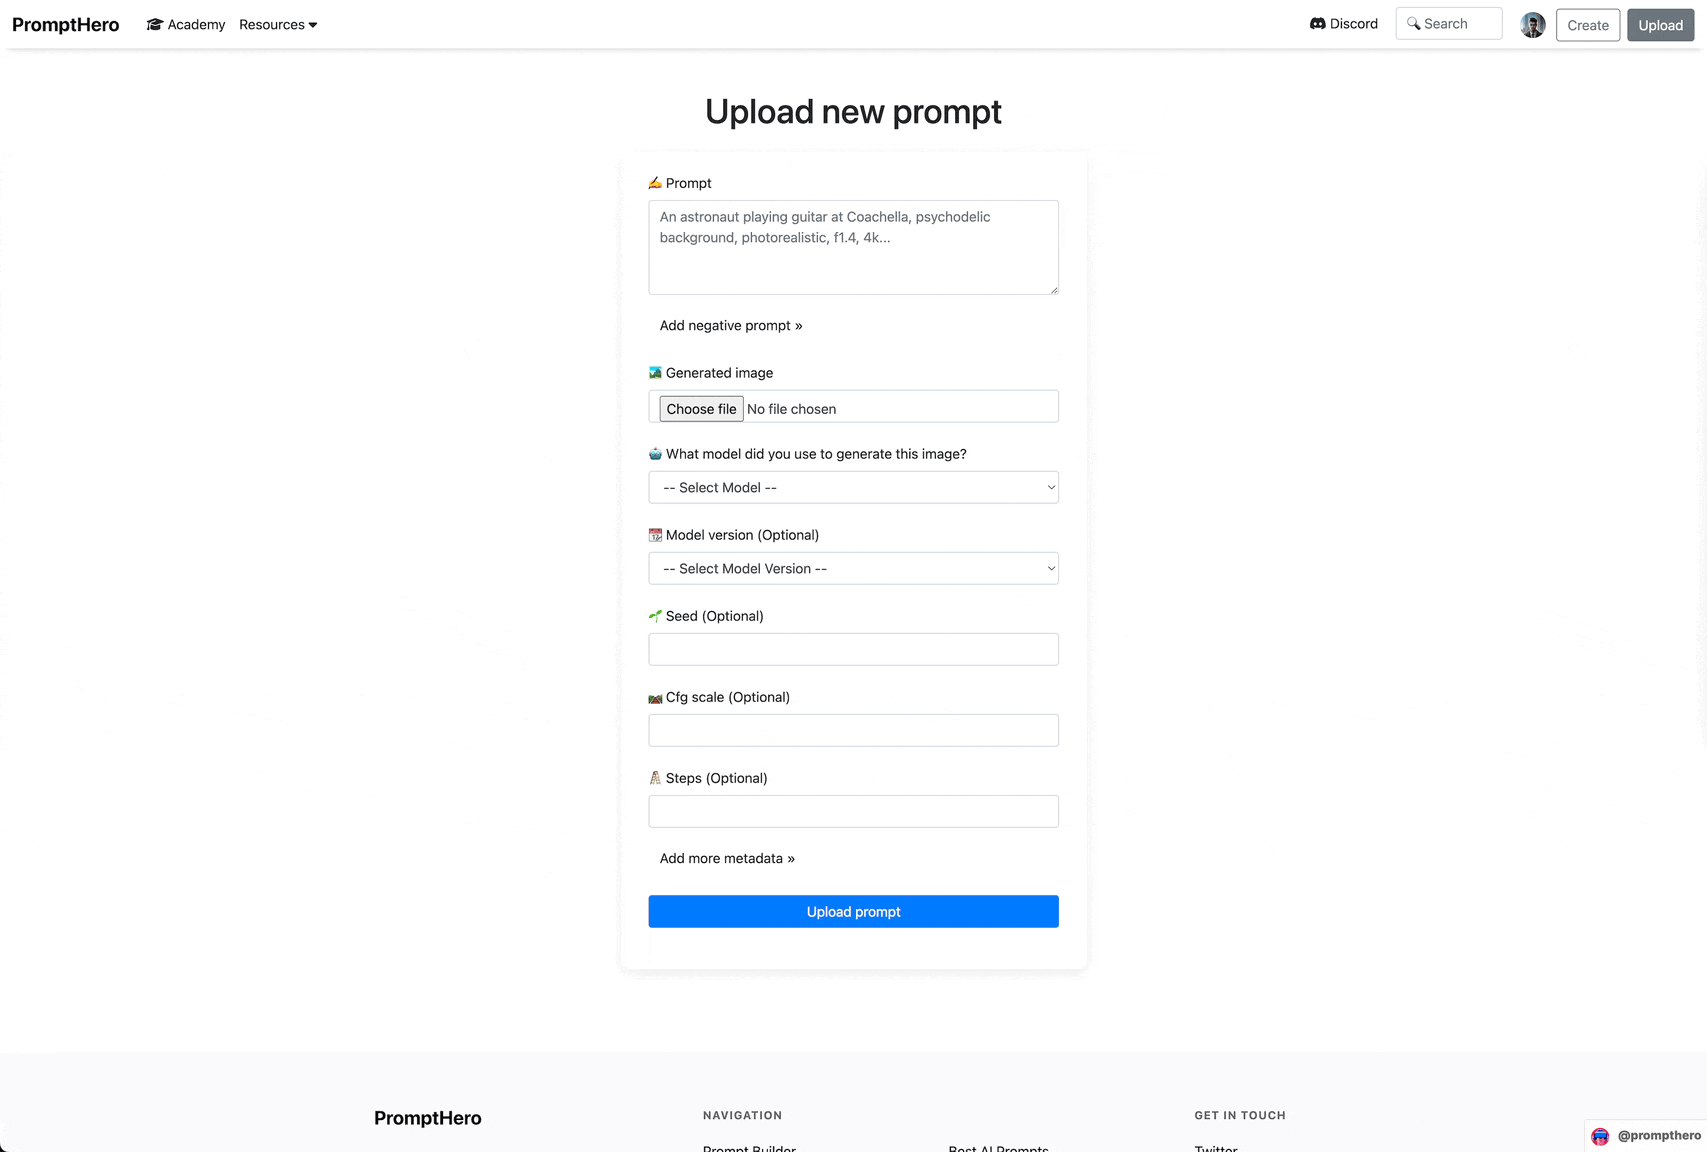 PromptHero
Academy
Resources
Discord
Search
Create
Upload
Upload new prompt
Prompt
An astronaut playing guitar at Coachella, psychodelic
background, photorealistic, f1.4, 4k...
Add negative prompt »
Generated image
Choose file No file chosen
What model did you use to generate this image?
-- Select Model --
Model version (Optional)
-- Select Model Version --
Seed (Optional)
Cfg scale (Optional)
Steps (Optional)
Add more metadata »
Upload prompt
PromptHero
NAVIGATION
GET IN TOUCH
Prompt Builder
Best AI Prompts
Twitter
@prompthero